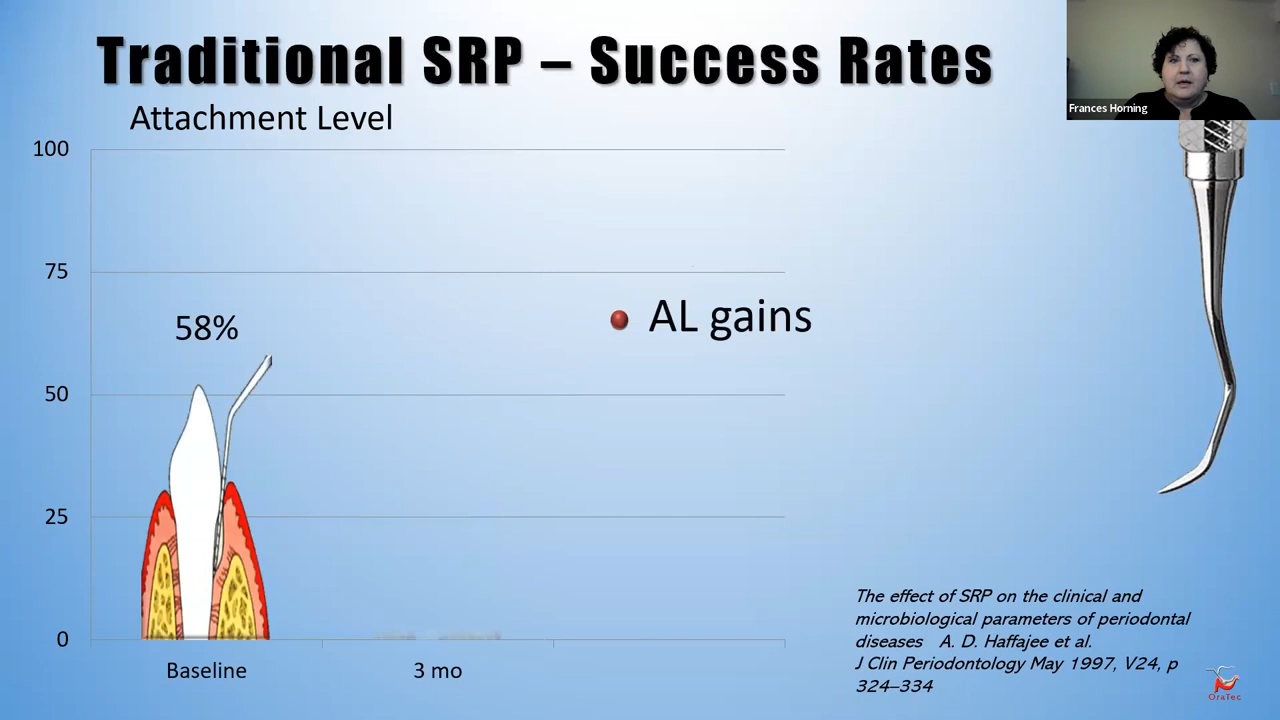 Traditional SRP – Success Rates
Frances Horning
Attachment Level
100
75
AL gains
58%
50
25
0
Baseline
3 mo
The effect of SRP on the clinical and
microbiological parameters of periodontal
diseases A. D. Haffajee et al.
J Clin Periodontology May 1997, V24, p
324–334
OraTec